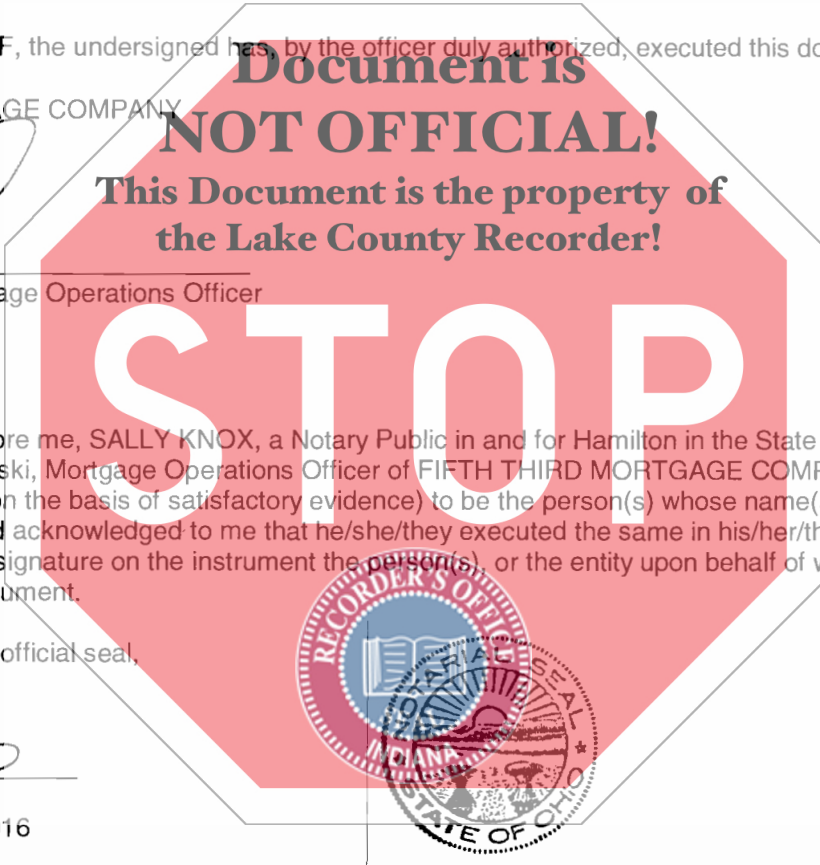 F, the undersigned has, by the officer duly authorized, executed this do
Document is
GE COMPANY
NOT OFFICIAL!
This Document is the property of
the Lake County Recorder!
age Operations Officer
STOP
ore me, SALLY KNOX, a Notary Public in and for Hamilton in the State
ski, Mortgage Operations Officer of FIFTH THIRD MORTGAGE COMP
n the basis of satisfactory evidence) to be the person(s) whose name(
d acknowledged to me that he/she/they executed the same in his/her/th
signature on the instrument the person(s), or the entity upon behalf of w
ument.
RECORDER'S OFFICE
INDIANA
official seal,
NOTARIAL SEAL
STATE OF OHIO
16